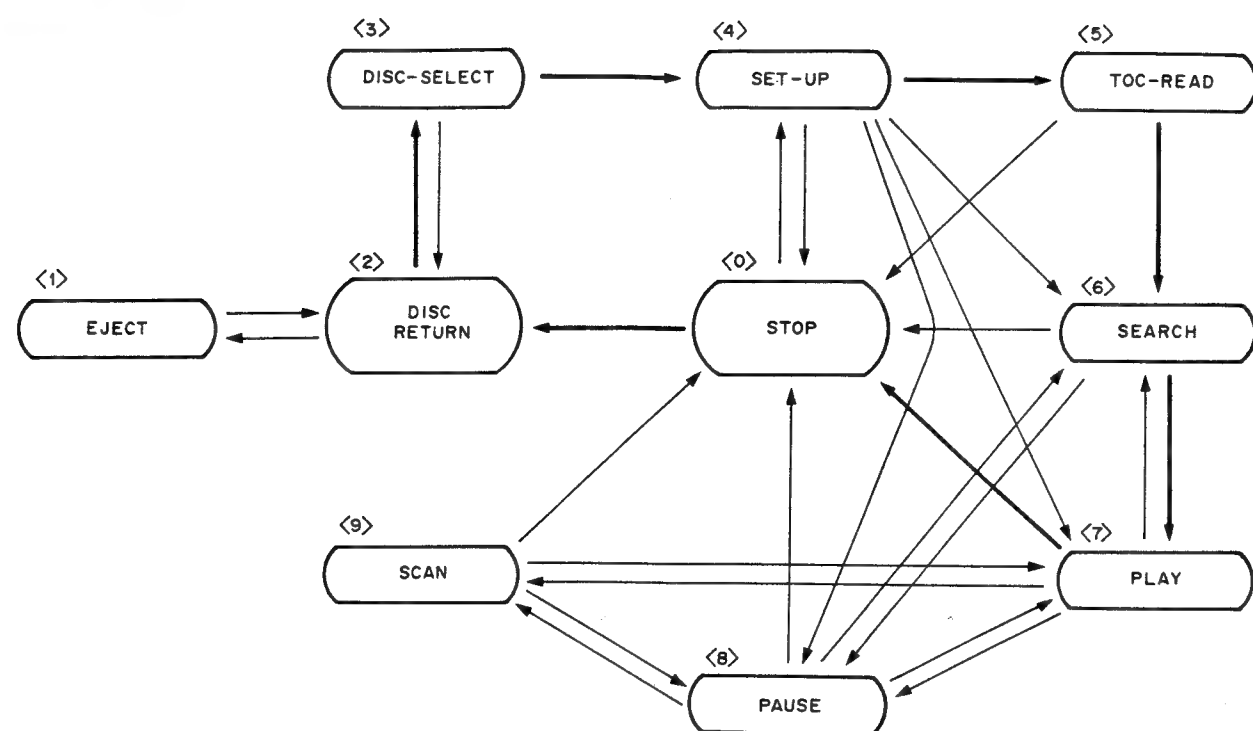 <3>
DISC-SELECT
<4>
SET-UP
<5>
TOC-READ
<1>
EJECT
<2>
DISC
RETURN
<0>
STOP
<6>
SEARCH
<9>
SCAN
<8>
PAUSE
<7>
PLAY